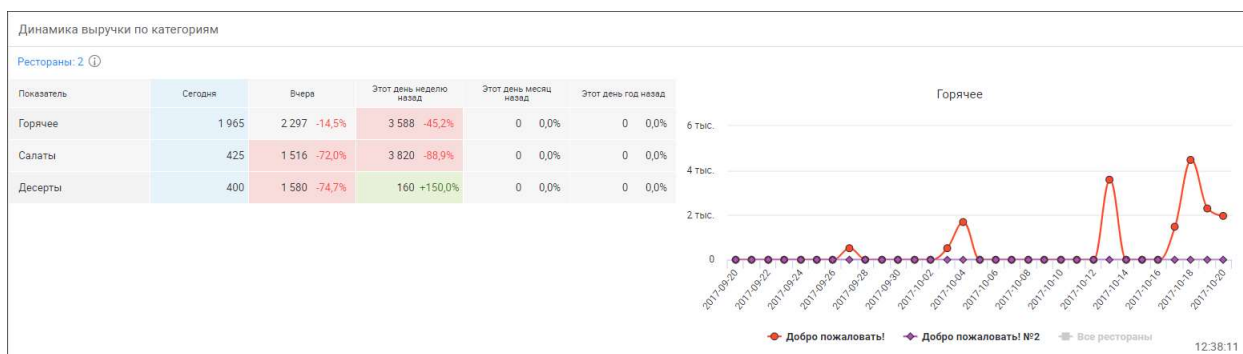 Динамика выручки по категориям
Рестораны: 2
Показатель Сегодня Вчера Этот день неделю назад Этот день месяц назад Этот день год назад
Горячее 1 965 2 297 -14,5% 3 588 -45,2% 0 0,0% 0 0,0%
Салаты 425 1 516 -72,0% 3 820 -88,9% 0 0,0% 0 0,0%
Десерты 400 1 580 -74,7% 160 +150,0% 0 0,0% 0 0,0%
Горячее
6 тыс.
4 тыс.
2 тыс.
0
2017-09-20 2017-09-22 2017-09-24 2017-09-26 2017-09-28 2017-09-30 2017-10-02 2017-10-04 2017-10-06 2017-10-08 2017-10-10 2017-10-12 2017-10-14 2017-10-16 2017-10-18 2017-10-20
Добро пожаловать! Добро пожаловать! №2 Все рестораны
12:38:11